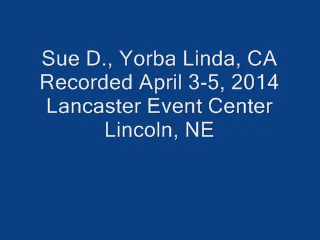 Sue D., Yorba Linda, CA
Recorded April 3-5, 2014
Lancaster Event Center
Lincoln, NE